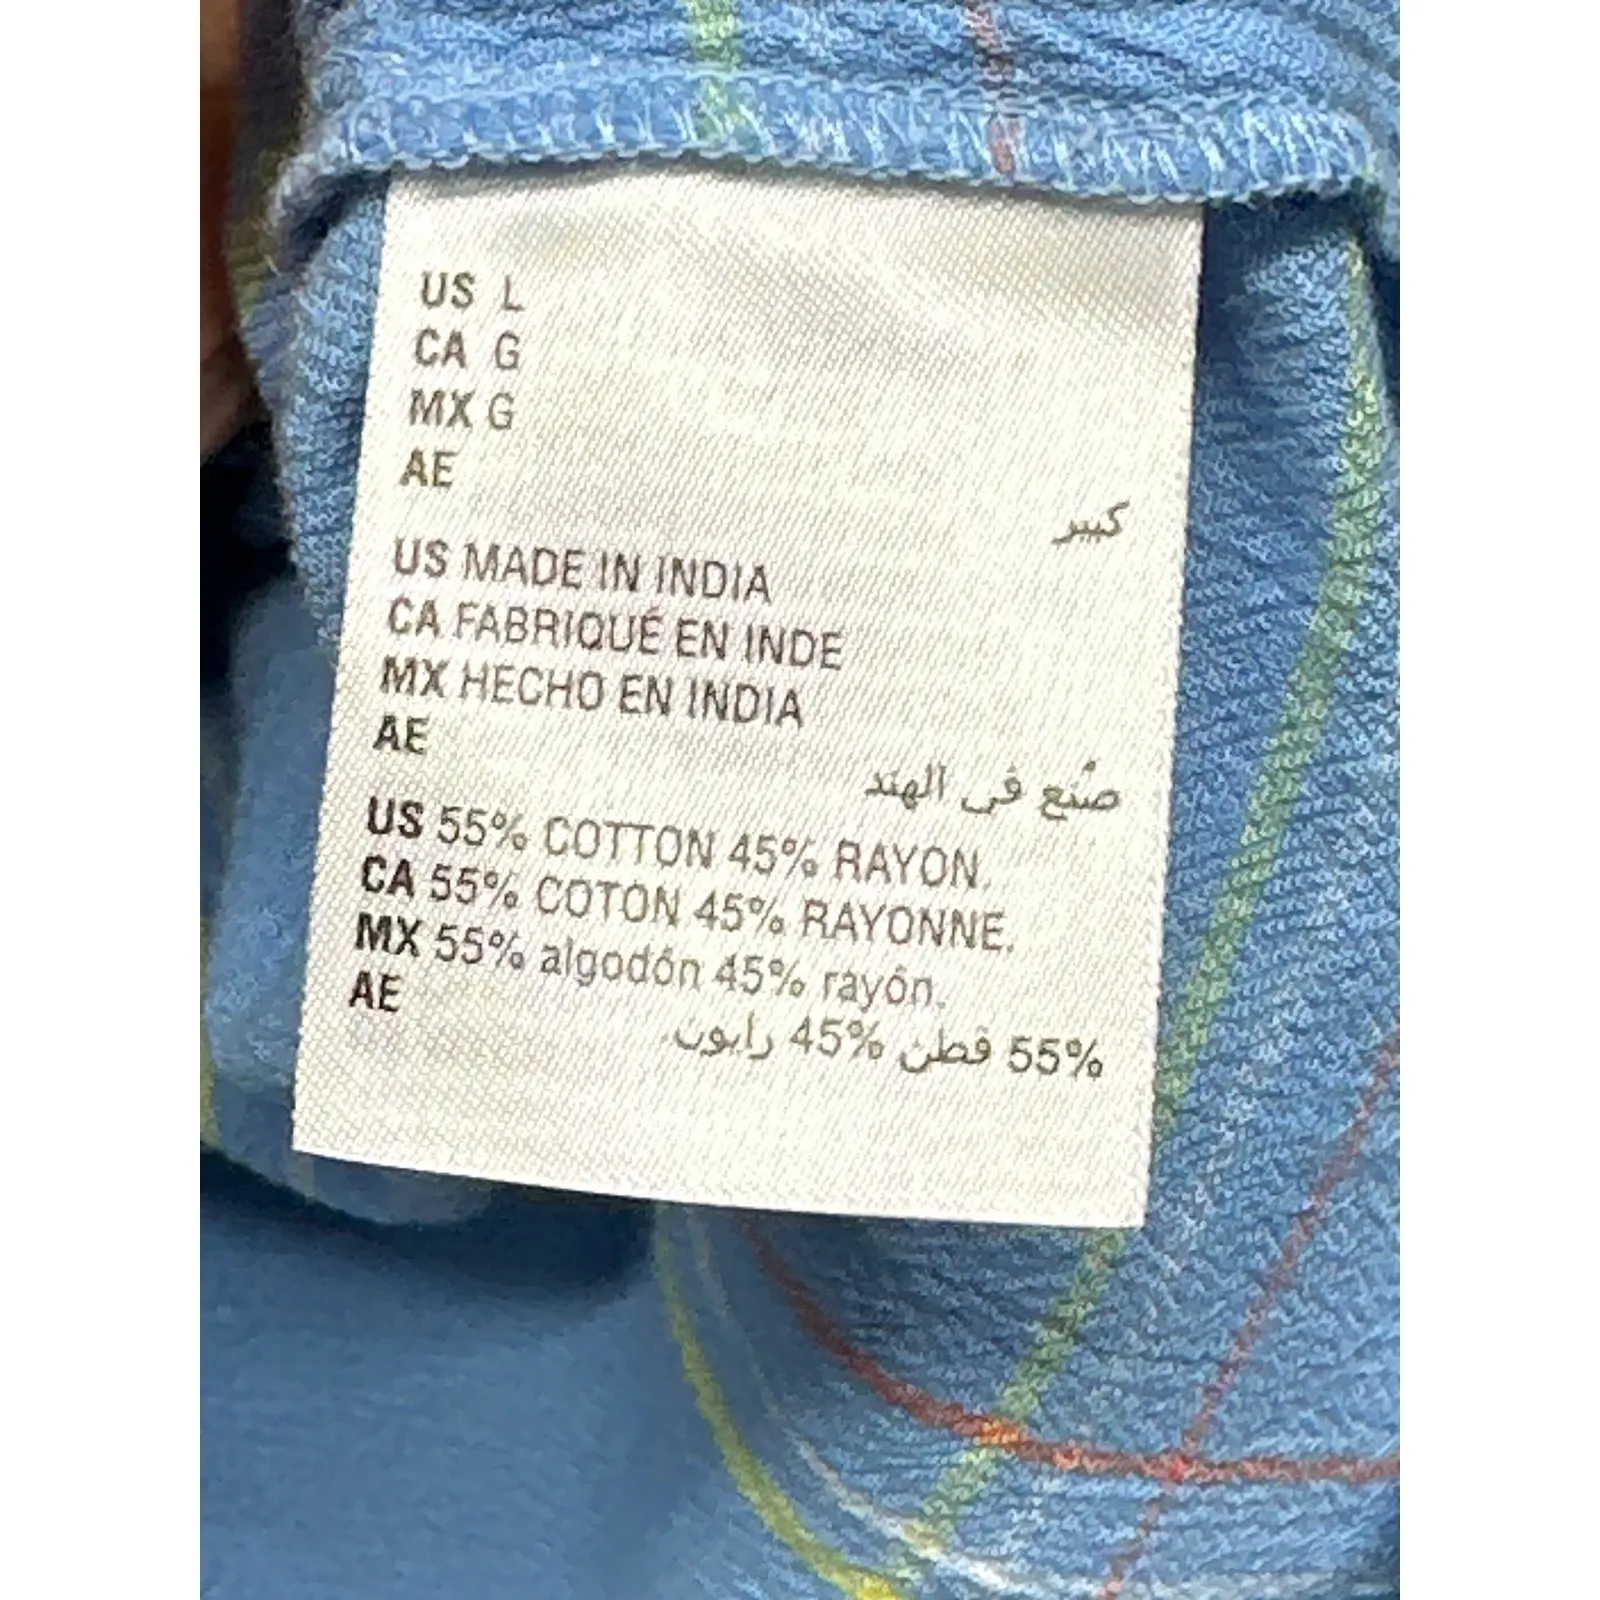 US L
CA G
MX G
AE
كبير
US MADE IN INDIA
CA FABRIQUÉ EN INDE
MX HECHO EN INDIA
AE
صُنع في الهند
US 55% COTTON 45% RAYON.
CA 55% COTON 45% RAYONNE.
MX 55% algodón 45% rayón.
AE
55% قطن 45% رايون.